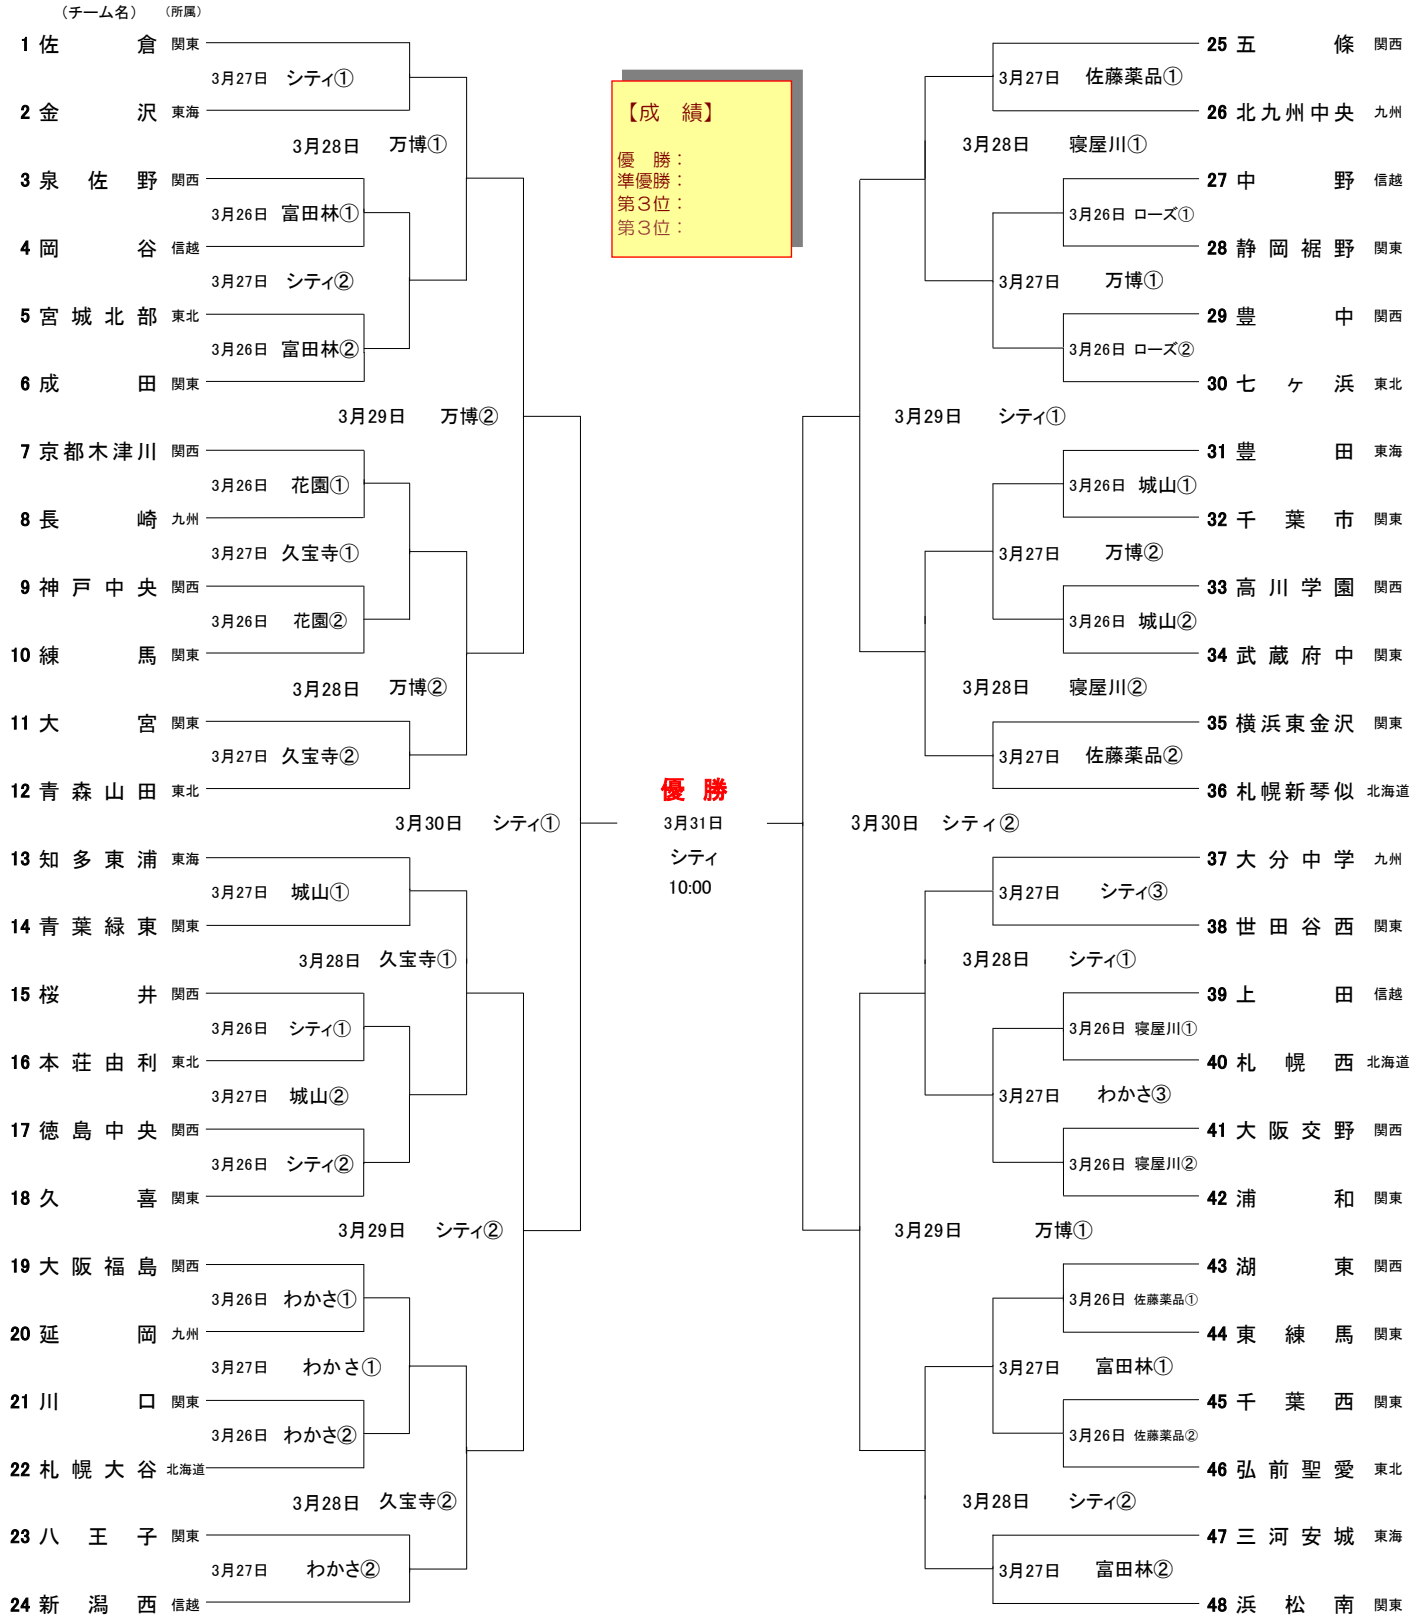 （チーム名） （所属）
1 佐倉 関東
3月27日 シティ①
2 金沢 東海
3月28日 万博①
3 泉佐野 関西
3月26日 富田林①
4 岡谷 信越
3月27日 シティ②
5 宮城北部 東北
3月26日 富田林②
6 成田 関東
3月29日 万博②
7 京都木津川 関西
3月26日 花園①
8 長崎 九州
3月27日 久宝寺①
9 神戸中央 関西
3月26日 花園②
10 練馬 関東
3月28日 万博②
11 大宮 関東
3月27日 久宝寺②
12 青森山田 東北
3月30日 シティ①
13 知多東浦 東海
3月27日 城山①
14 青葉緑東 関東
3月28日 久宝寺①
15 桜井 関西
3月26日 シティ①
16 本荘由利 東北
3月27日 城山②
17 徳島中央 関西
3月26日 シティ②
18 久喜 関東
3月29日 シティ②
19 大阪福島 関西
3月26日 わかさ①
20 延岡 九州
3月27日 わかさ①
21 川口 関東
3月26日 わかさ②
22 札幌大谷 北海道
3月28日 久宝寺②
23 八王子 関東
3月27日 わかさ②
24 新潟西 信越
【成　績】
優　勝：
準優勝：
第３位：
第３位：
優勝
3月31日
シティ
10:00
25 五條 関西
3月27日 佐藤薬品①
26 北九州中央 九州
3月28日 寝屋川①
27 中野 信越
3月26日 ローズ①
28 静岡裾野 関東
3月27日 万博①
29 豊中 関西
3月26日 ローズ②
30 七ヶ浜 東北
3月29日 シティ①
31 豊田 東海
3月26日 城山①
32 千葉市 関東
3月27日 万博②
33 高川学園 関西
3月26日 城山②
34 武蔵府中 関東
3月28日 寝屋川②
35 横浜東金沢 関東
3月27日 佐藤薬品②
36 札幌新琴似 北海道
3月30日 シティ②
37 大分中学 九州
3月27日 シティ③
38 世田谷西 関東
3月28日 シティ①
39 上田 信越
3月26日 寝屋川①
40 札幌西 北海道
3月27日 わかさ③
41 大阪交野 関西
3月26日 寝屋川②
42 浦和 関東
3月29日 万博①
43 湖東 関西
3月26日 佐藤薬品①
44 東練馬 関東
3月27日 富田林①
45 千葉西 関東
3月26日 佐藤薬品②
46 弘前聖愛 東北
3月28日 シティ②
47 三河安城 東海
3月27日 富田林②
48 浜松南 関東